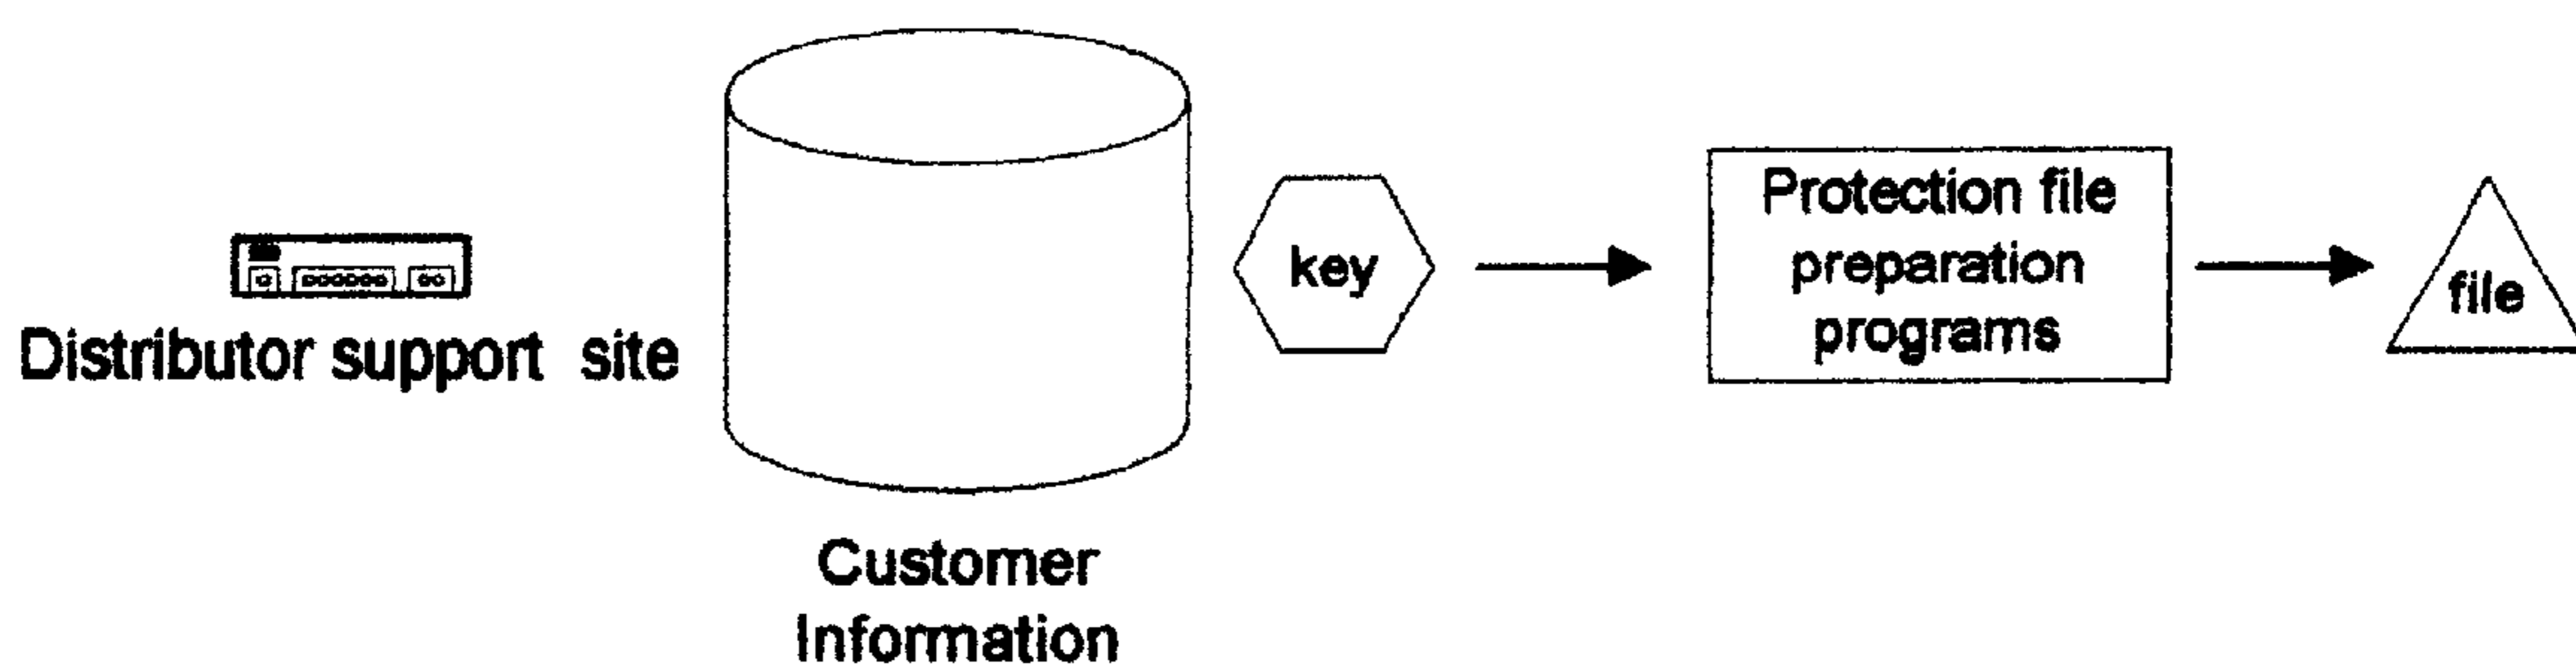 Distributor support site
Customer
Information
key
Protection file
preparation
programs
file